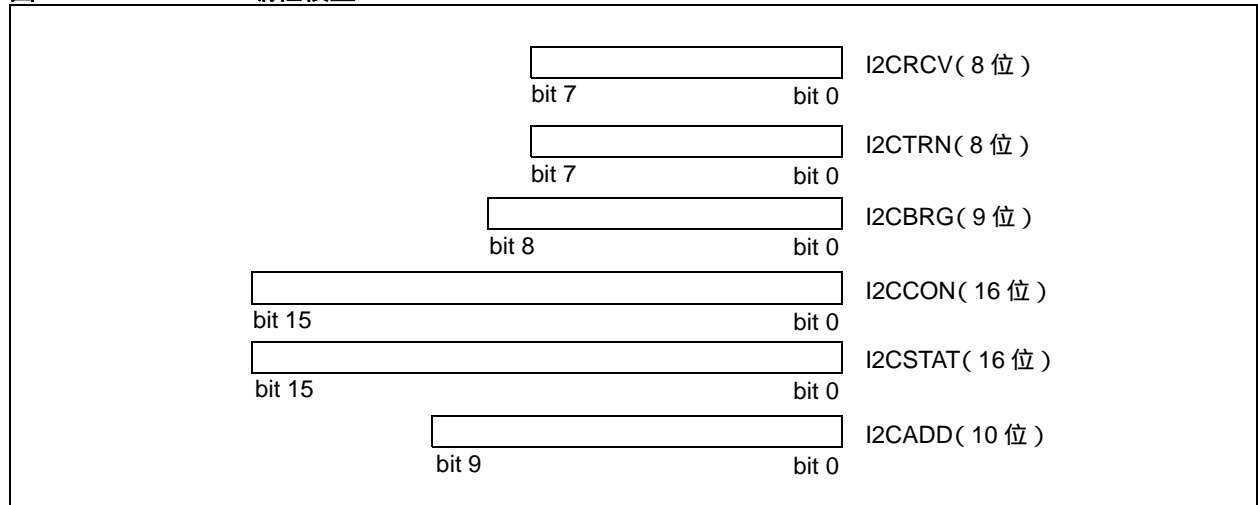 I2CRCV(8 位)
bit 7 bit 0
I2CTRN(8 位)
bit 7 bit 0
I2CBRG(9 位)
bit 8 bit 0
I2CCON(16 位)
bit 15 bit 0
I2CSTAT(16 位)
bit 15 bit 0
I2CADD(10 位)
bit 9 bit 0